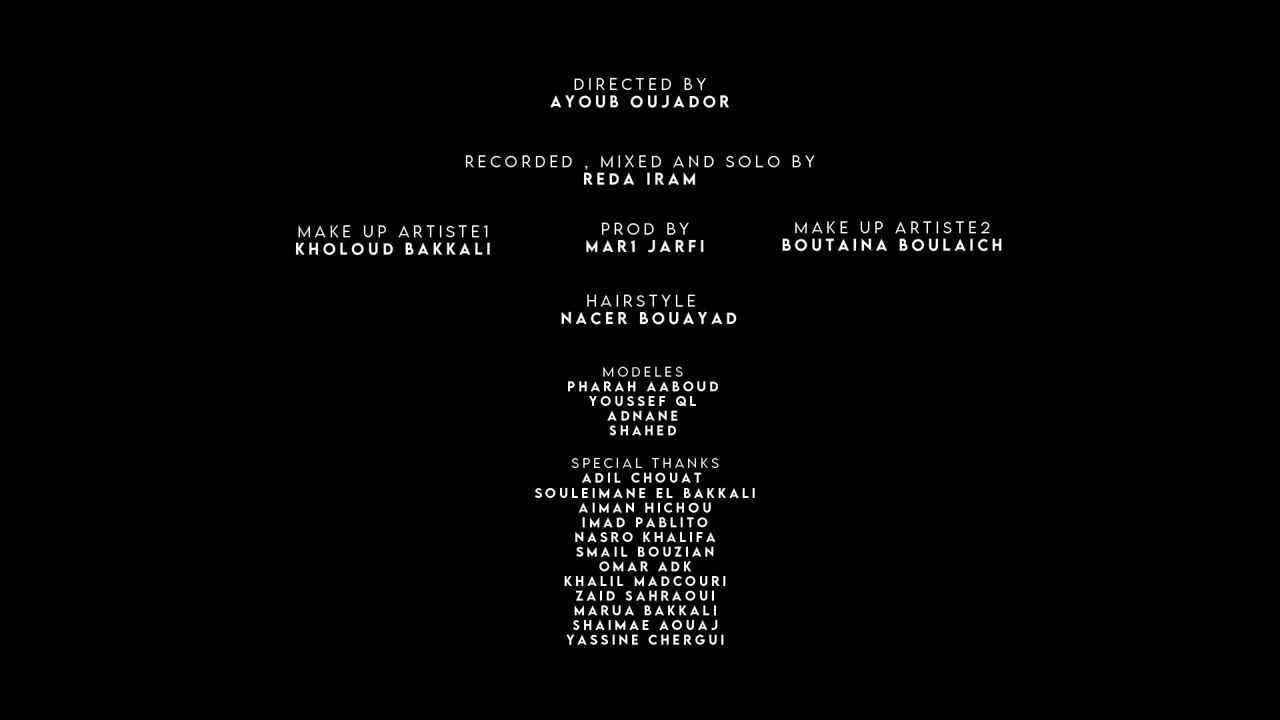 DIRECTED BY
AYOUB OUJADOR
RECORDED , MIXED AND SOLO BY
REDA IRAM
MAKE UP ARTISTE1
KHOLOUD BAKKALI
PROD BY
MAR1 JARFI
MAKE UP ARTISTE2
BOUTAINA BOULAICH
HAIRSTYLE
NACER BOUAYAD
MODELES
PHARAH AABOUD
YOUSSEF QL
ADNANE
SHAHED
SPECIAL THANKS
ADIL CHOUAT
SOULEIMANE EL BAKKALI
AIMAN HICHOU
IMAD PABLITO
NASRO KHALIFA
SMAIL BOUZIAN
OMAR ADK
KHALIL MADCOURI
ZAID SAHRAOUI
MARUA BAKKALI
SHAIMAE AOUAJ
YASSINE CHERGUI